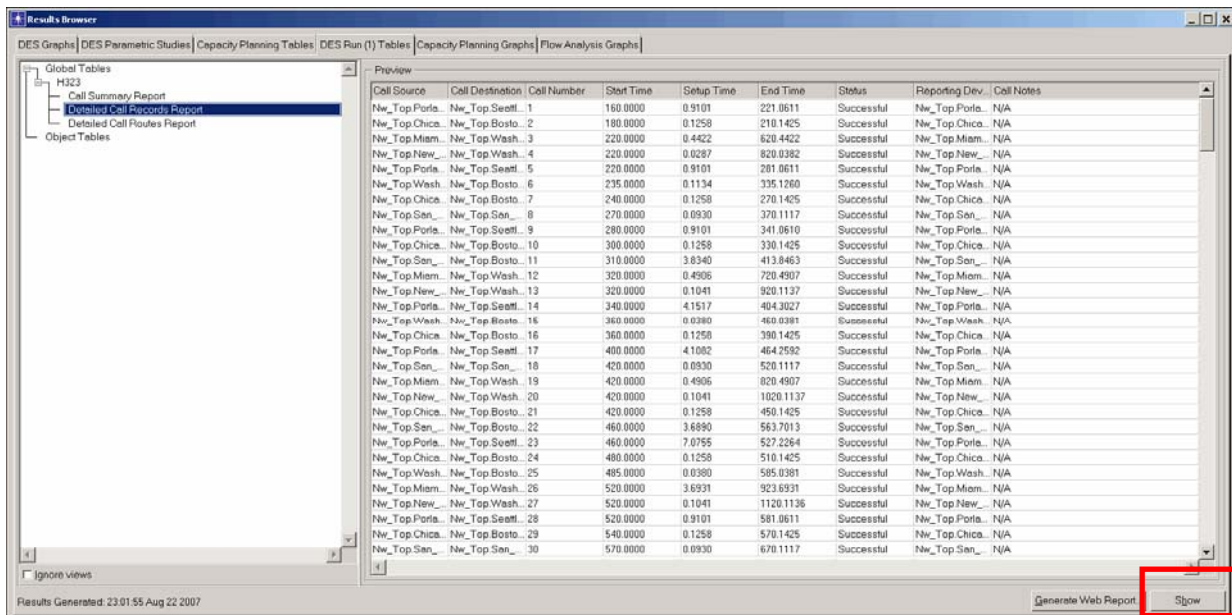 Results Browser
DES Graphs DES Parametric Studies Capacity Planning Tables DES Run (1) Tables Capacity Planning Graphs Flow Analysis Graphs
Global Tables
H323
Call Summary Report
Detailed Call Records Report
Detailed Call Routes Report
Object Tables
Ignore views
Preview
Call Source Call Destination Call Number Start Time Setup Time End Time Status Reporting Dev... Call Notes
Nw_Top.Porla... Nw_Top.Seattl... 1 160.0000 0.9101 221.0611 Successful Nw_Top.Porla... N/A
Nw_Top.Chica... Nw_Top.Bosto... 2 180.0000 0.1258 210.1425 Successful Nw_Top.Chica... N/A
Nw_Top.Miam... Nw_Top.Wash... 3 220.0000 0.4422 620.4422 Successful Nw_Top.Miam... N/A
Nw_Top.New_... Nw_Top.Wash... 4 220.0000 0.0287 820.0382 Successful Nw_Top.New_... N/A
Nw_Top.Porla... Nw_Top.Seattl... 5 220.0000 0.9101 281.0611 Successful Nw_Top.Porla... N/A
Nw_Top.Wash... Nw_Top.Bosto... 6 235.0000 0.1134 335.1260 Successful Nw_Top.Wash... N/A
Nw_Top.Chica... Nw_Top.Bosto... 7 240.0000 0.1258 270.1425 Successful Nw_Top.Chica... N/A
Nw_Top.San_... Nw_Top.San_... 8 270.0000 0.0930 370.1117 Successful Nw_Top.San_... N/A
Nw_Top.Porla... Nw_Top.Seattl... 9 280.0000 0.9101 341.0610 Successful Nw_Top.Porla... N/A
Nw_Top.Chica... Nw_Top.Bosto... 10 300.0000 0.1258 330.1425 Successful Nw_Top.Chica... N/A
Nw_Top.San_... Nw_Top.Bosto... 11 310.0000 3.8340 413.8463 Successful Nw_Top.San_... N/A
Nw_Top.Miam... Nw_Top.Wash... 12 320.0000 0.4906 720.4907 Successful Nw_Top.Miam... N/A
Nw_Top.New_... Nw_Top.Wash... 13 320.0000 0.1041 920.1137 Successful Nw_Top.New_... N/A
Nw_Top.Porla... Nw_Top.Seattl... 14 340.0000 4.1517 404.3027 Successful Nw_Top.Porla... N/A
Nw_Top.Wash... Nw_Top.Bosto... 15 360.0000 0.0380 460.0381 Successful Nw_Top.Wash... N/A
Nw_Top.Chica... Nw_Top.Bosto... 16 360.0000 0.1258 390.1425 Successful Nw_Top.Chica... N/A
Nw_Top.Porla... Nw_Top.Seattl... 17 400.0000 4.1082 464.2592 Successful Nw_Top.Porla... N/A
Nw_Top.San_... Nw_Top.San_... 18 420.0000 0.0930 520.1117 Successful Nw_Top.San_... N/A
Nw_Top.Miam... Nw_Top.Wash... 19 420.0000 0.4906 820.4907 Successful Nw_Top.Miam... N/A
Nw_Top.New_... Nw_Top.Wash... 20 420.0000 0.1041 1020.1137 Successful Nw_Top.New_... N/A
Nw_Top.Chica... Nw_Top.Bosto... 21 420.0000 0.1258 450.1425 Successful Nw_Top.Chica... N/A
Nw_Top.San_... Nw_Top.Bosto... 22 460.0000 3.6890 563.7013 Successful Nw_Top.San_... N/A
Nw_Top.Porla... Nw_Top.Seattl... 23 460.0000 7.0755 527.2264 Successful Nw_Top.Porla... N/A
Nw_Top.Chica... Nw_Top.Bosto... 24 480.0000 0.1258 510.1425 Successful Nw_Top.Chica... N/A
Nw_Top.Wash... Nw_Top.Bosto... 25 485.0000 0.0380 585.0381 Successful Nw_Top.Wash... N/A
Nw_Top.Miam... Nw_Top.Wash... 26 520.0000 3.6931 923.6931 Successful Nw_Top.Miam... N/A
Nw_Top.New_... Nw_Top.Wash... 27 520.0000 0.1041 1120.1136 Successful Nw_Top.New_... N/A
Nw_Top.Porla... Nw_Top.Seattl... 28 520.0000 0.9101 581.0611 Successful Nw_Top.Porla... N/A
Nw_Top.Chica... Nw_Top.Bosto... 29 540.0000 0.1258 570.1425 Successful Nw_Top.Chica... N/A
Nw_Top.San_... Nw_Top.San_... 30 570.0000 0.0930 670.1117 Successful Nw_Top.San_... N/A
Results Generated: 23:01:55 Aug 22 2007
Generate Web Report
Show